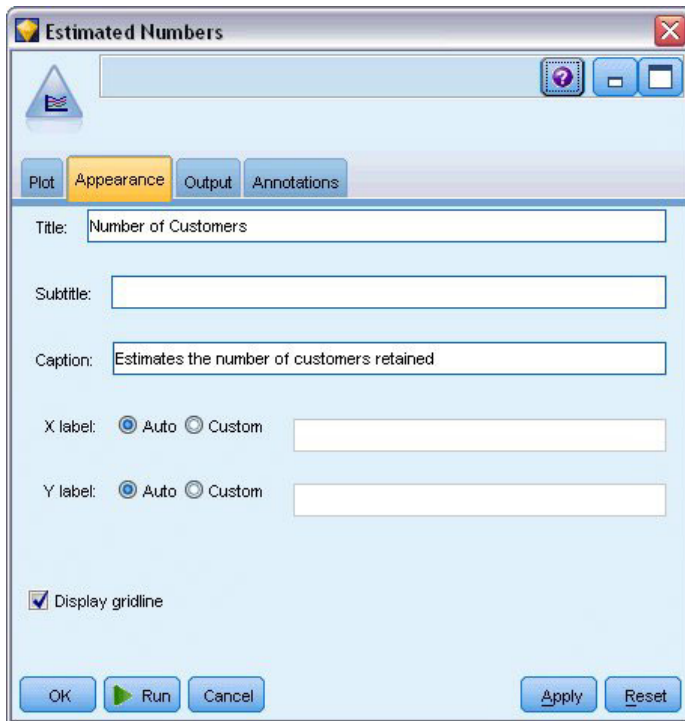 Estimated Numbers
Plot Appearance Output Annotations
Title: Number of Customers
Subtitle:
Caption: Estimates the number of customers retained
X label: Auto Custom
Y label: Auto Custom
Display gridline
OK Run Cancel Apply Reset